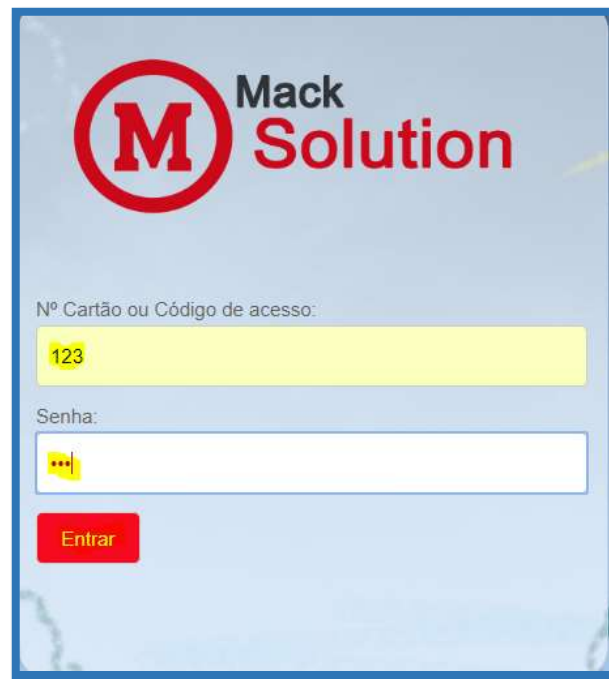 M
Mack
Solution
Nº Cartão ou Código de acesso:
123
Senha:
•••
Entrar